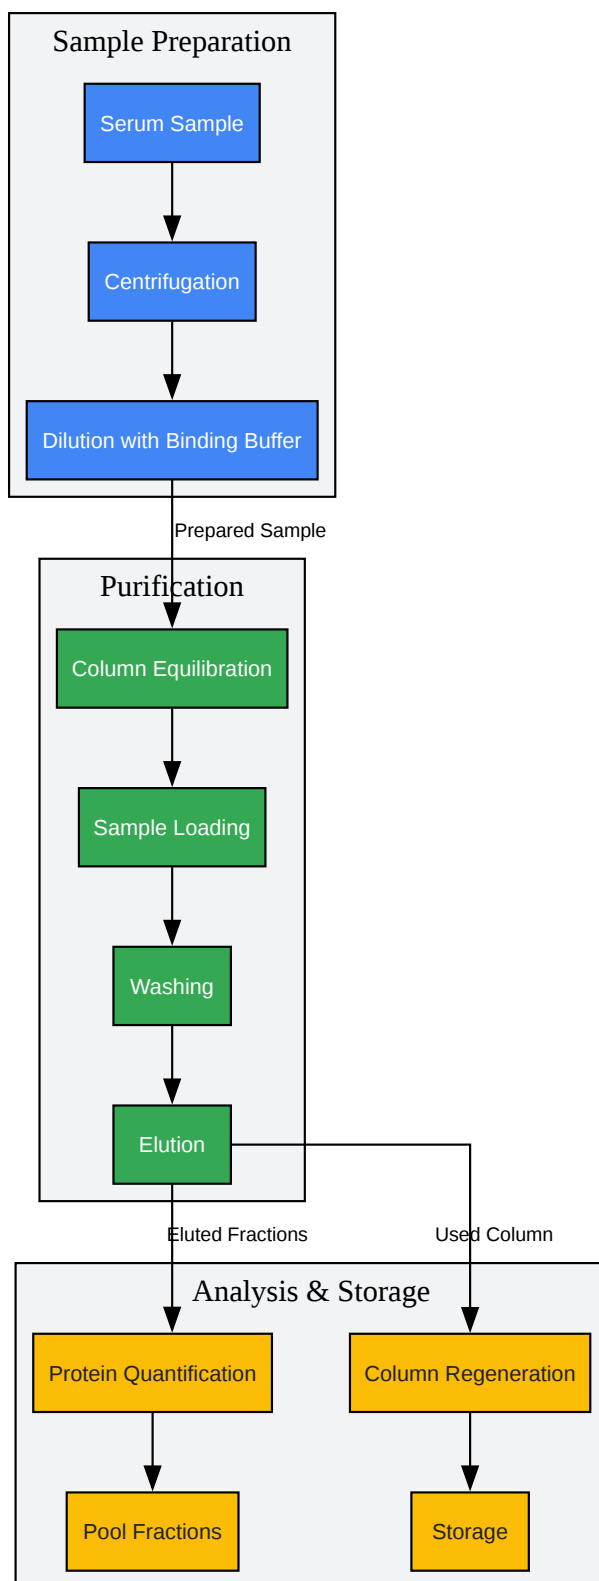 Sample Preparation
Serum Sample
Centrifugation
Dilution with Binding Buffer
Prepared Sample
Purification
Column Equilibration
Sample Loading
Washing
Elution
Eluted Fractions
Used Column
Analysis & Storage
Protein Quantification
Column Regeneration
Pool Fractions
Storage